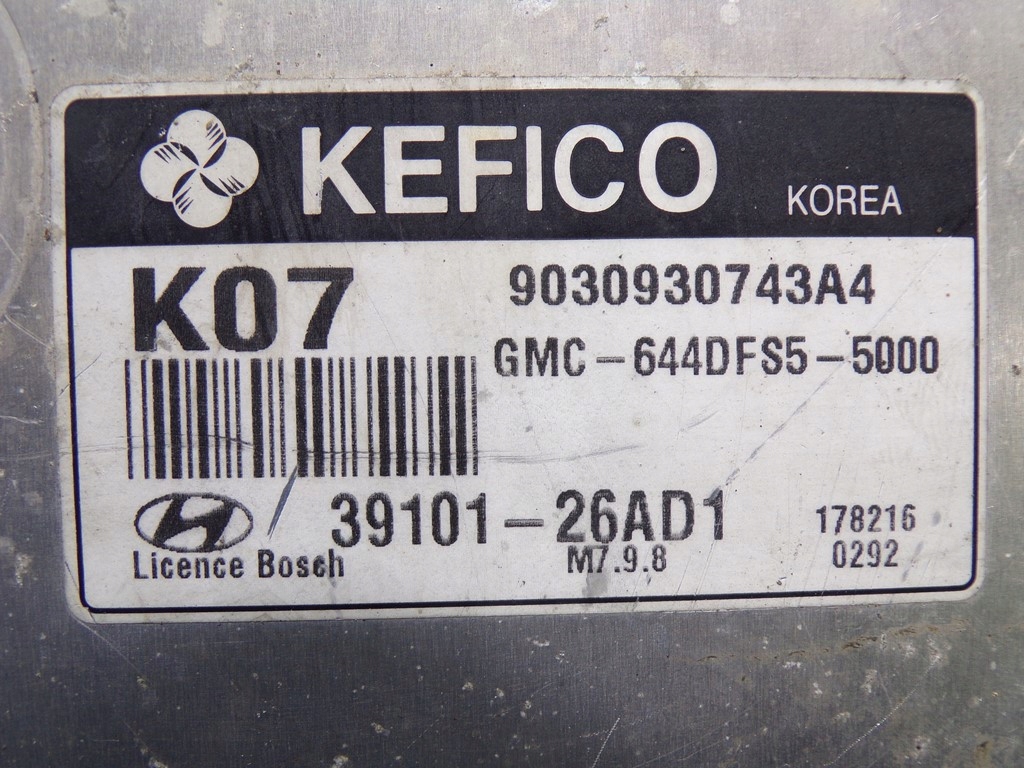 KEFICO
KOREA
K07
9030930743A4
GMC-644DFS5-5000
39101-26AD1
178216
Licence Bosch
M7.9.8
0292